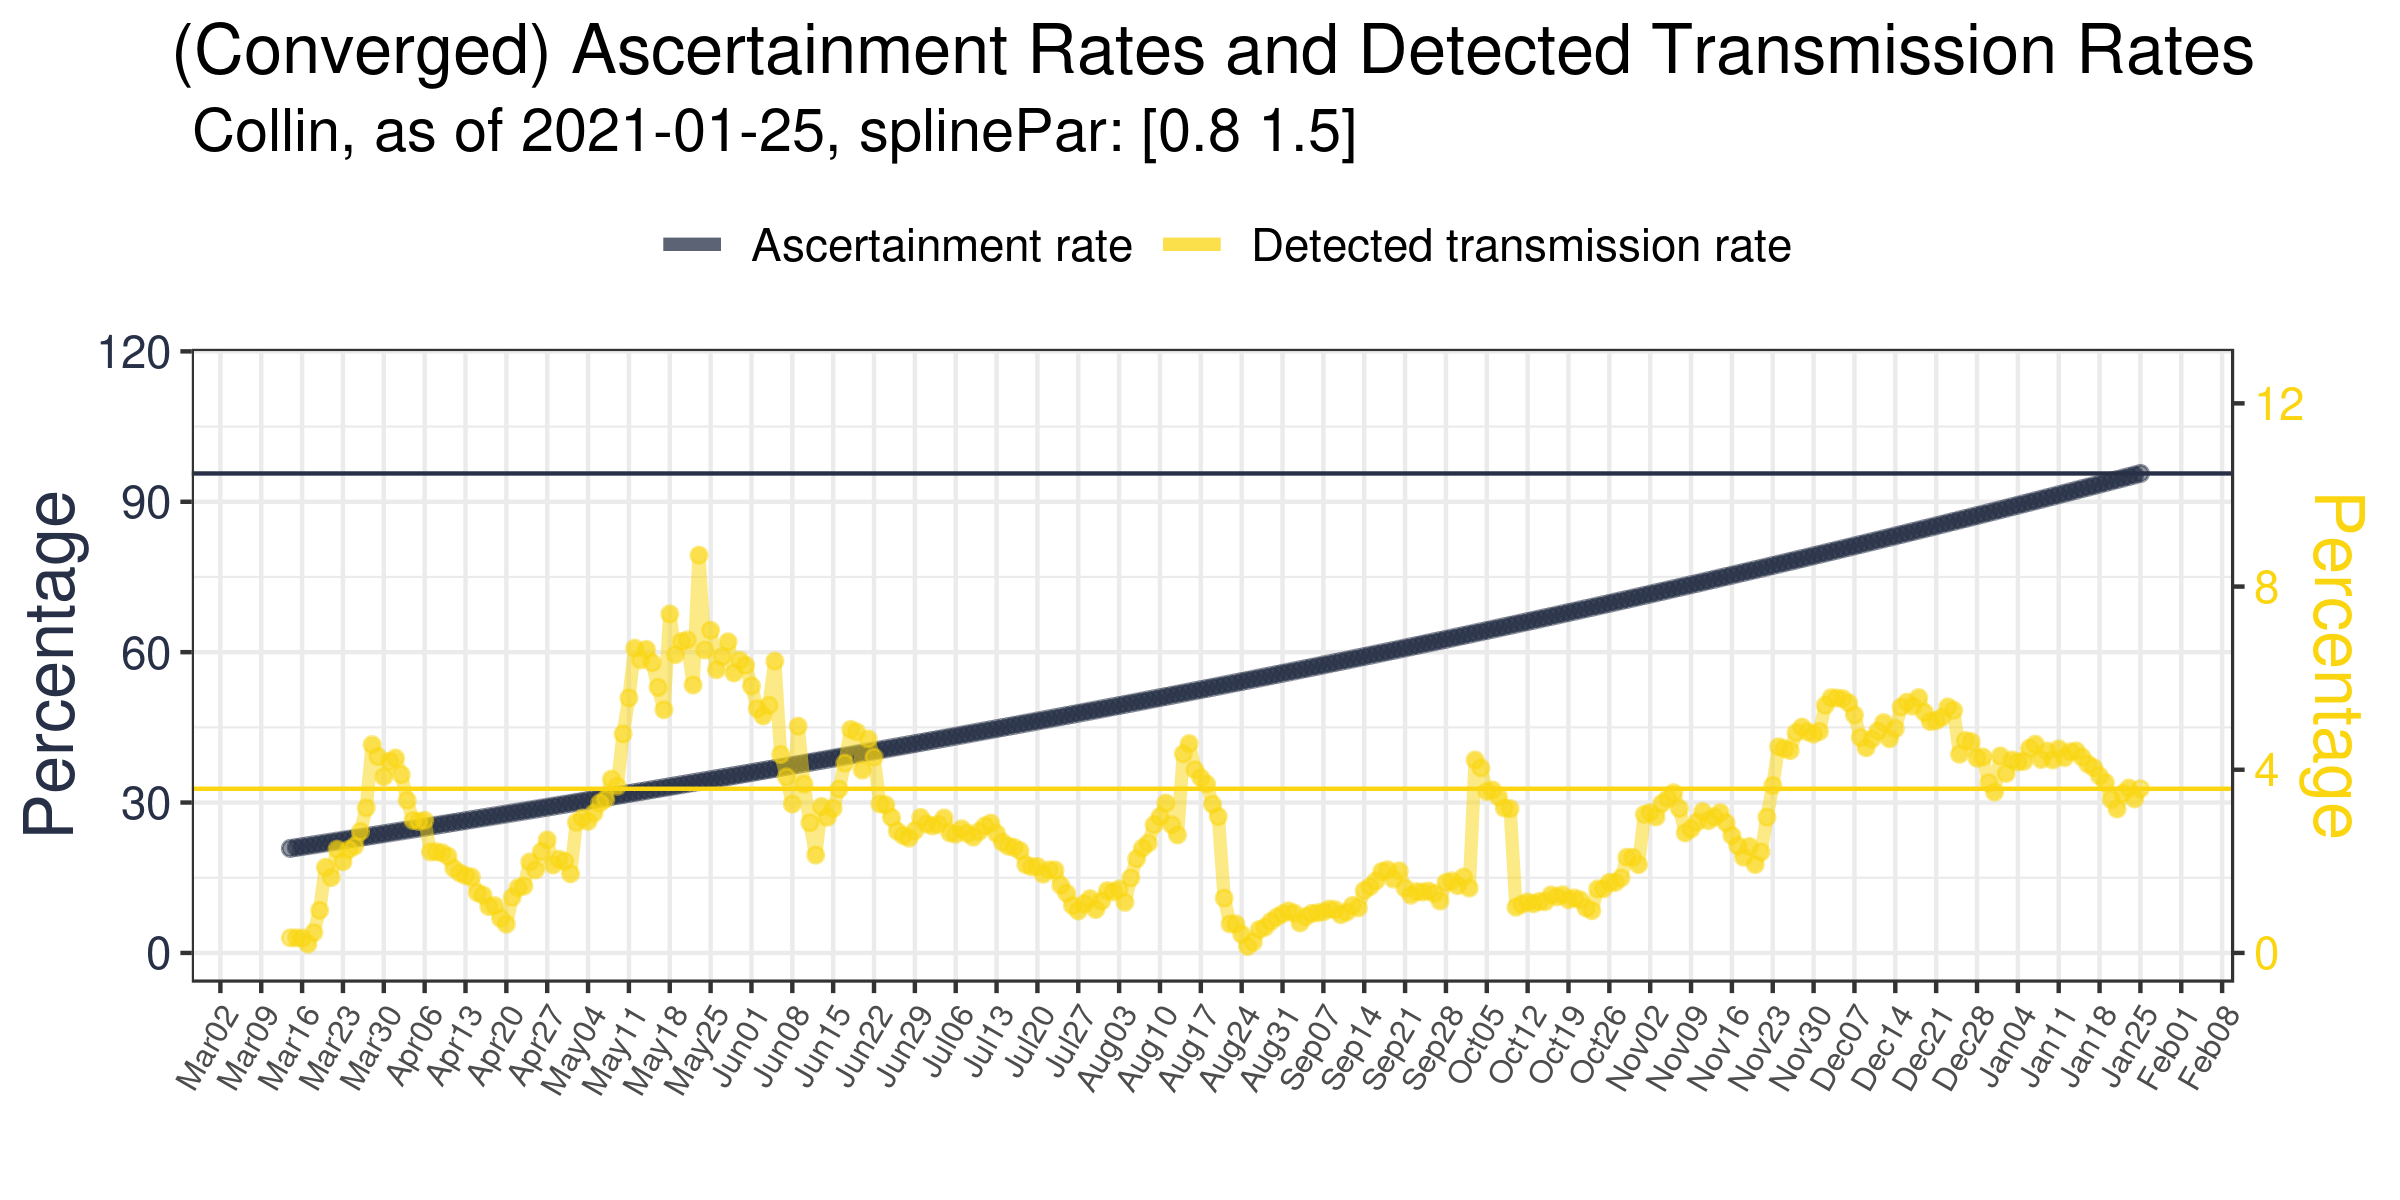 (Converged) Ascertainment Rates and Detected Transmission Rates
Collin, as of 2021-01-25, splinePar: [0.8 1.5]
Ascertainment rate
Detected transmission rate
Percentage
120
90
60
30
0
12
8
4
0
Percentage
Mar02
Mar09
Mar16
Mar23
Mar30
Apr06
Apr13
Apr20
Apr27
May04
May11
May18
May25
Jun01
Jun08
Jun15
Jun22
Jun29
Jul06
Jul13
Jul20
Jul27
Aug03
Aug10
Aug17
Aug24
Aug31
Sep07
Sep14
Sep21
Sep28
Oct05
Oct12
Oct19
Oct26
Nov02
Nov09
Nov16
Nov23
Nov30
Dec07
Dec14
Dec21
Dec28
Jan04
Jan11
Jan18
Jan25
Feb01
Feb08